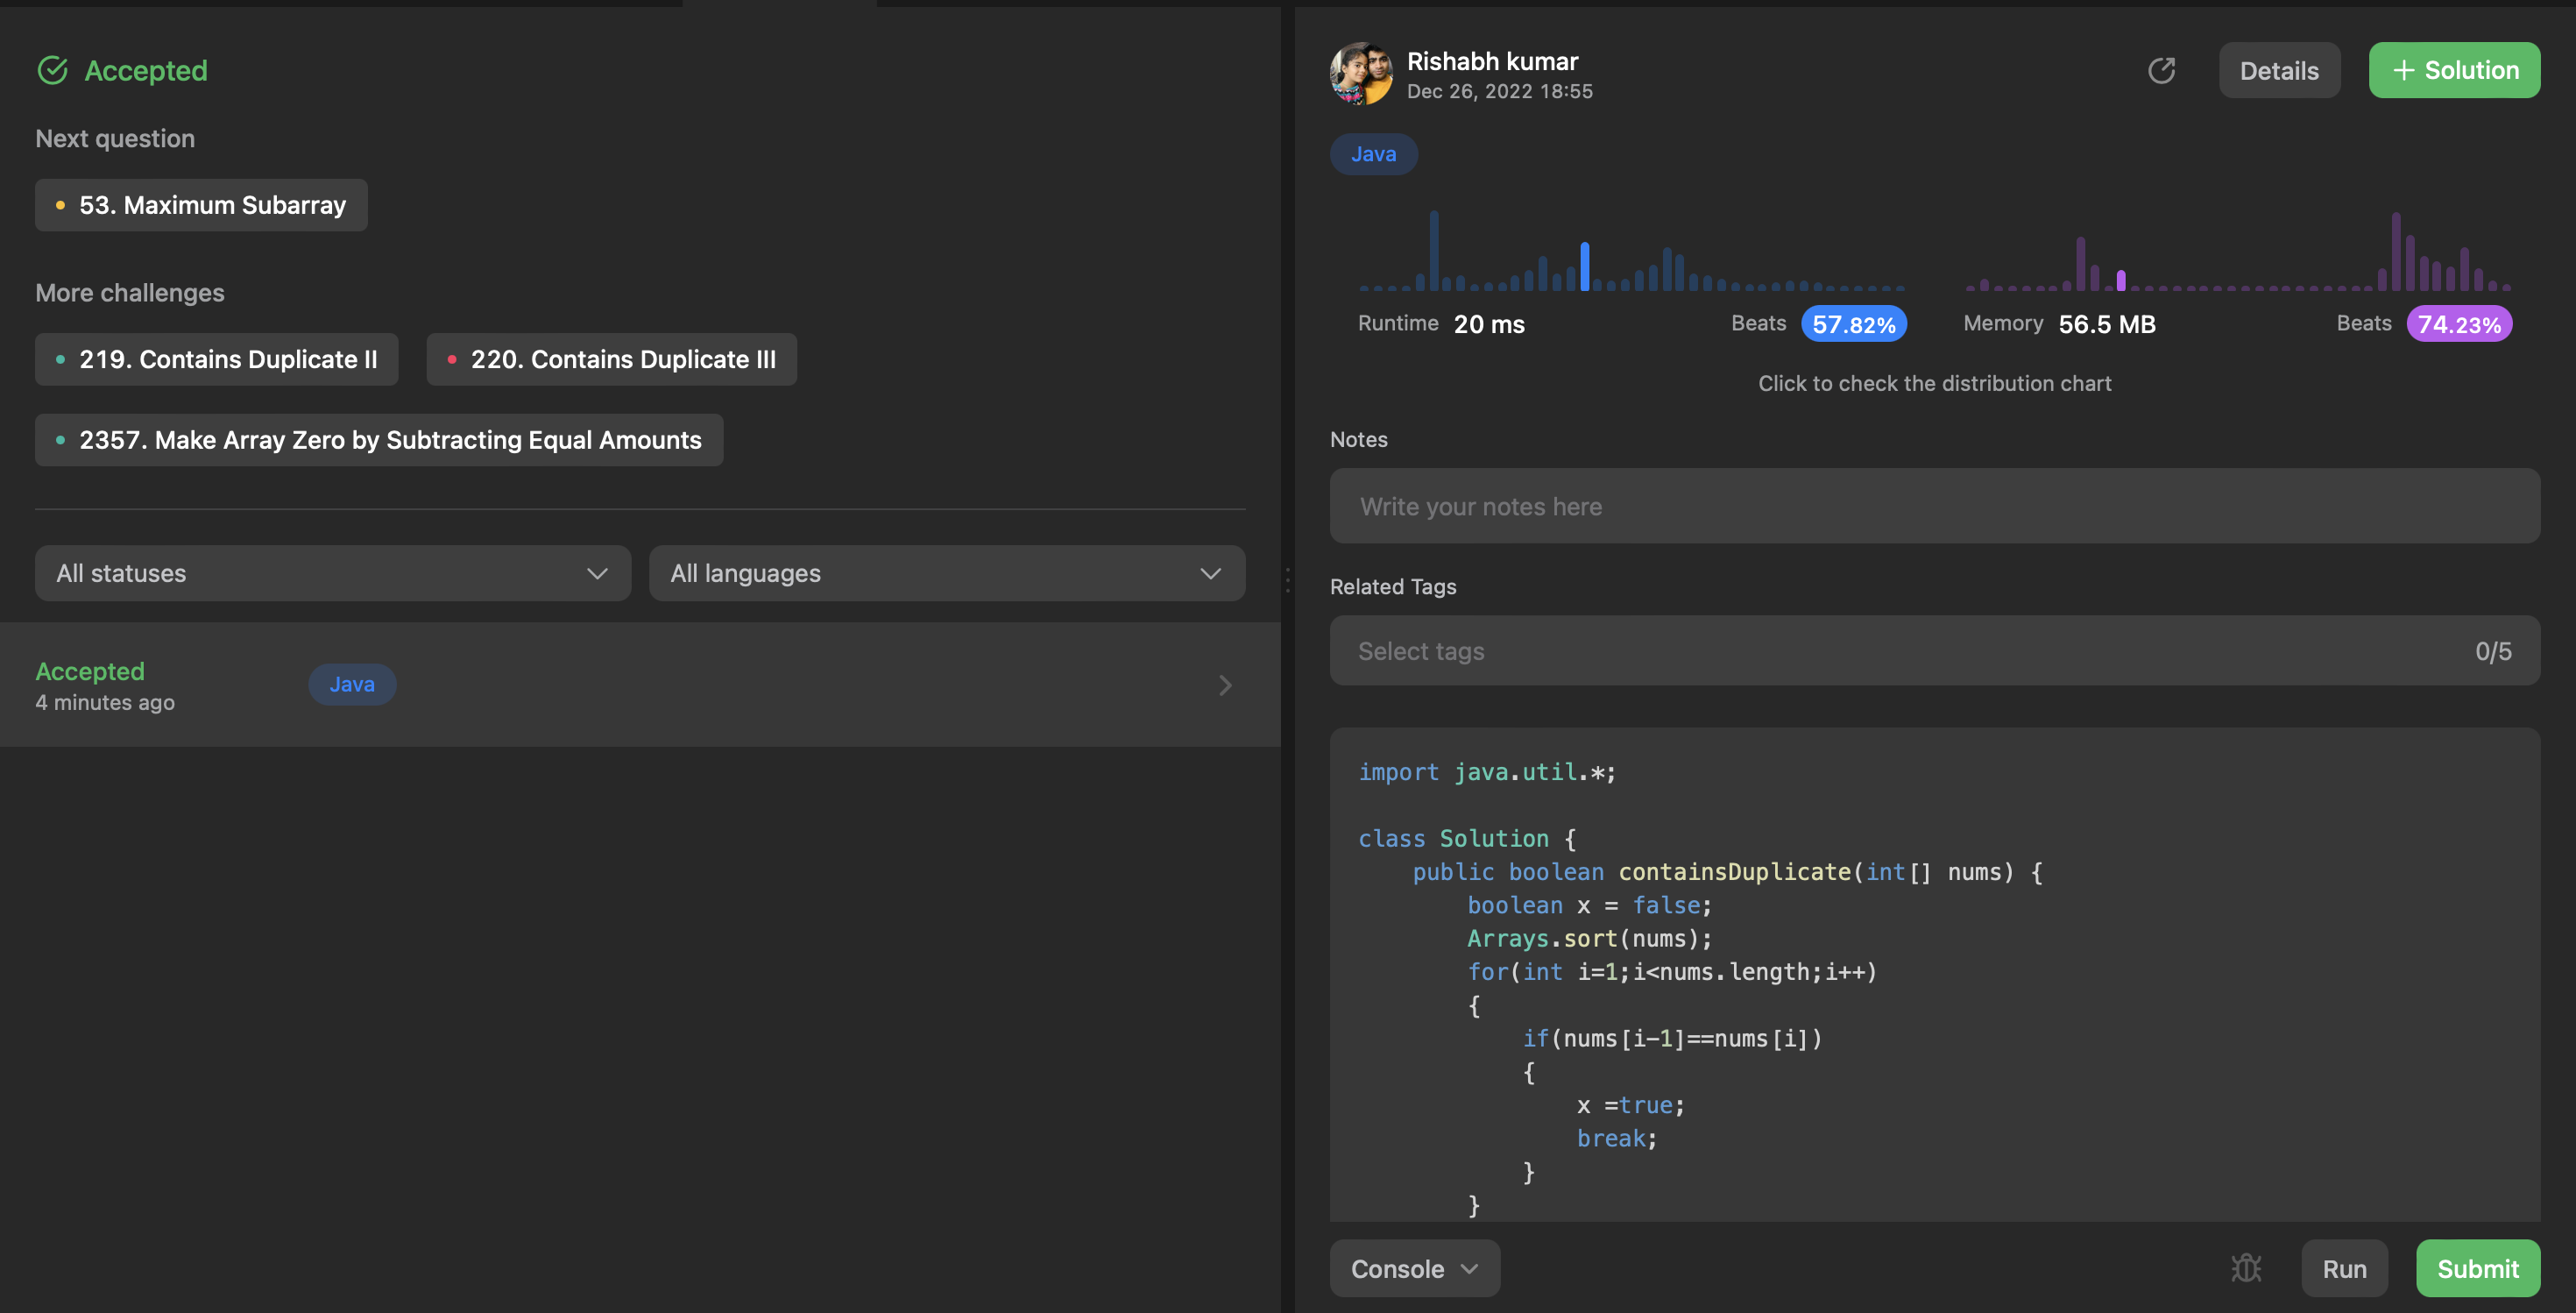 Accepted
Next question
53. Maximum Subarray
More challenges
219. Contains Duplicate II
220. Contains Duplicate III
2357. Make Array Zero by Subtracting Equal Amounts
All statuses
All languages
Accepted
4 minutes ago
Java
Rishabh kumar
Dec 26, 2022 18:55
Details
+ Solution
Java
Runtime 20 ms
Beats 57.82%
Memory 56.5 MB
Beats 74.23%
Click to check the distribution chart
Notes
Write your notes here
Related Tags
Select tags
0/5
import java.util.*;
class Solution {
    public boolean containsDuplicate(int[] nums) {
        boolean x = false;
        Arrays.sort(nums);
        for(int i=1;i<nums.length;i++)
        {
            if(nums[i-1]==nums[i])
            {
                x =true;
                break;
            }
        }
Console
Run
Submit